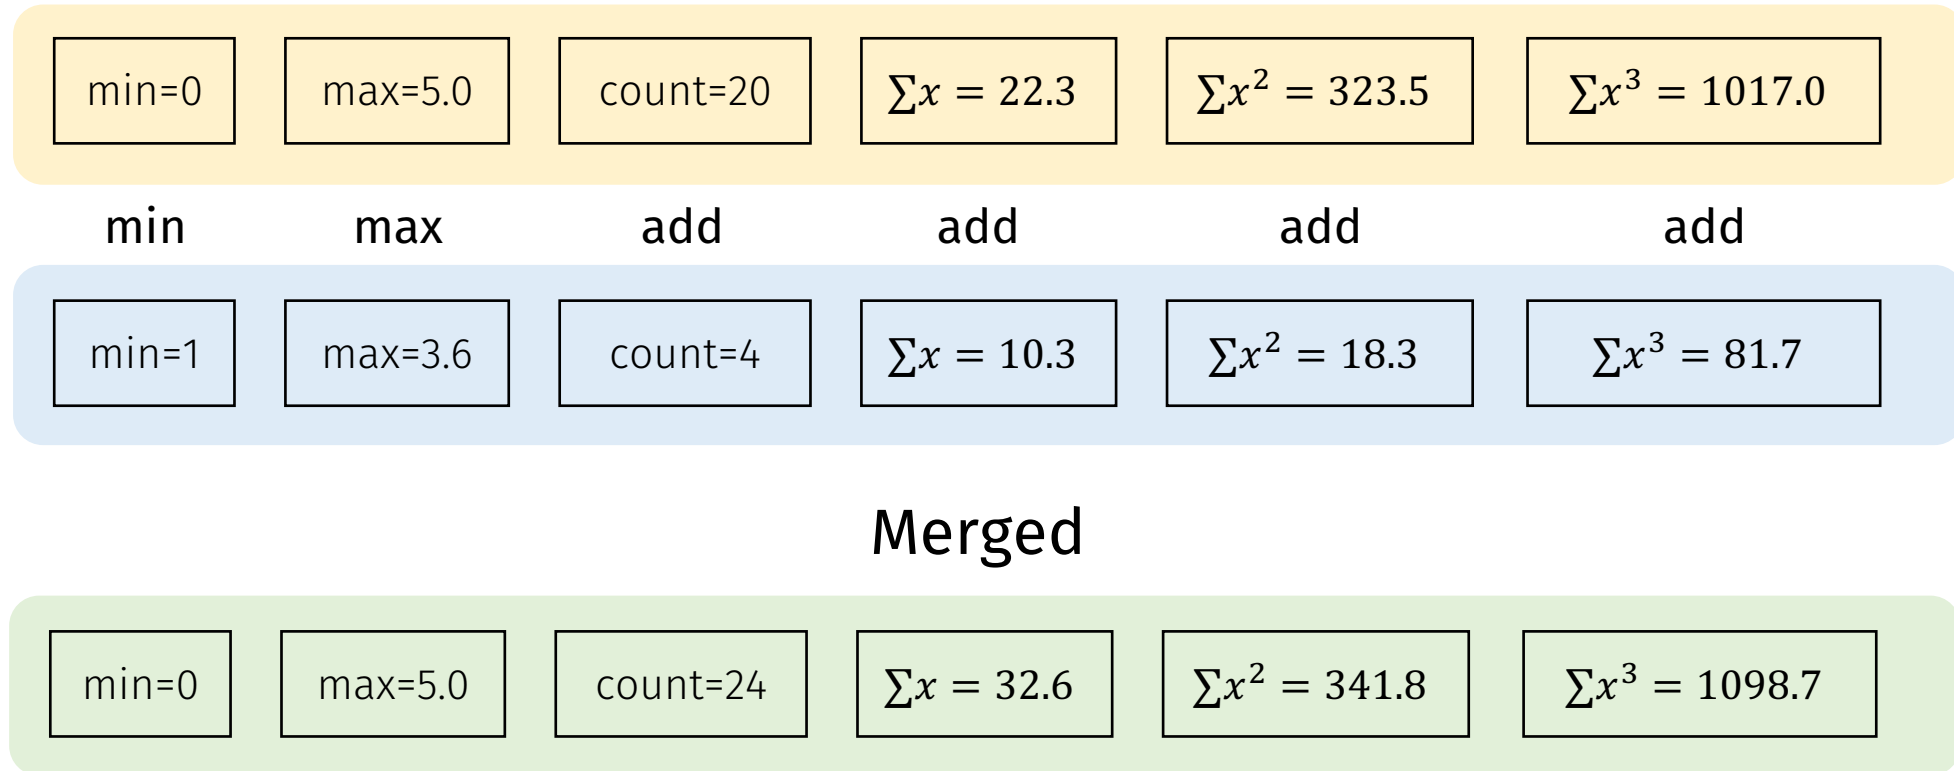 min=0 max=5.0 count=20 ∑x = 22.3 ∑x² = 323.5 ∑x³ = 1017.0
min max add add add add
min=1 max=3.6 count=4 ∑x = 10.3 ∑x² = 18.3 ∑x³ = 81.7
Merged
min=0 max=5.0 count=24 ∑x = 32.6 ∑x² = 341.8 ∑x³ = 1098.7